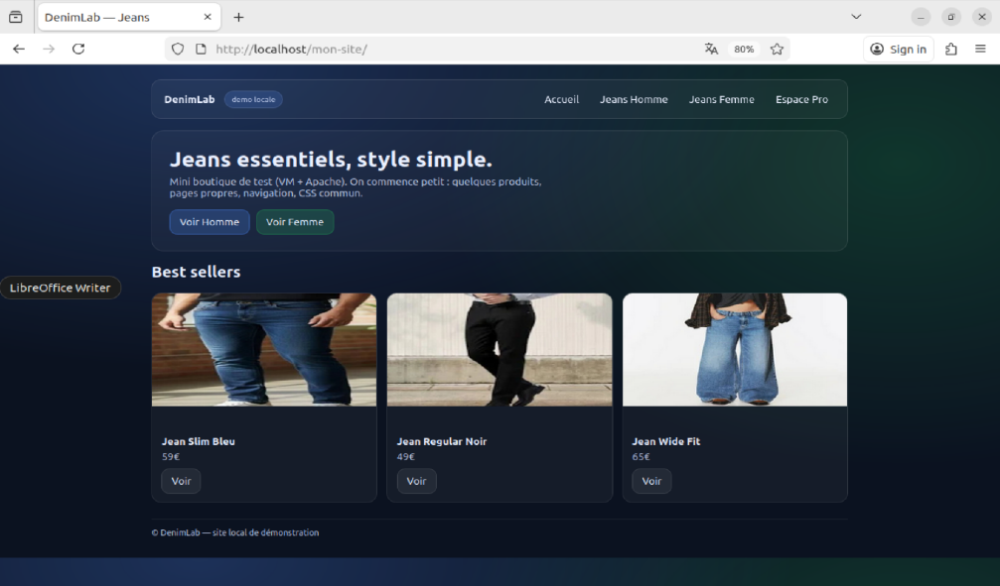 DenimLab — Jeans
Sign in
http://localhost/mon-site/
80%
DenimLab
demo locale
Accueil
Jeans Homme
Jeans Femme
Espace Pro
Jeans essentiels, style simple.
Mini boutique de test (VM + Apache). On commence petit : quelques produits,
pages propres, navigation, CSS commun.
Voir Homme
Voir Femme
Best sellers
LibreOffice Writer
Jean Slim Bleu
59€
Voir
Jean Regular Noir
49€
Voir
Jean Wide Fit
65€
Voir
© DenimLab — site local de démonstration